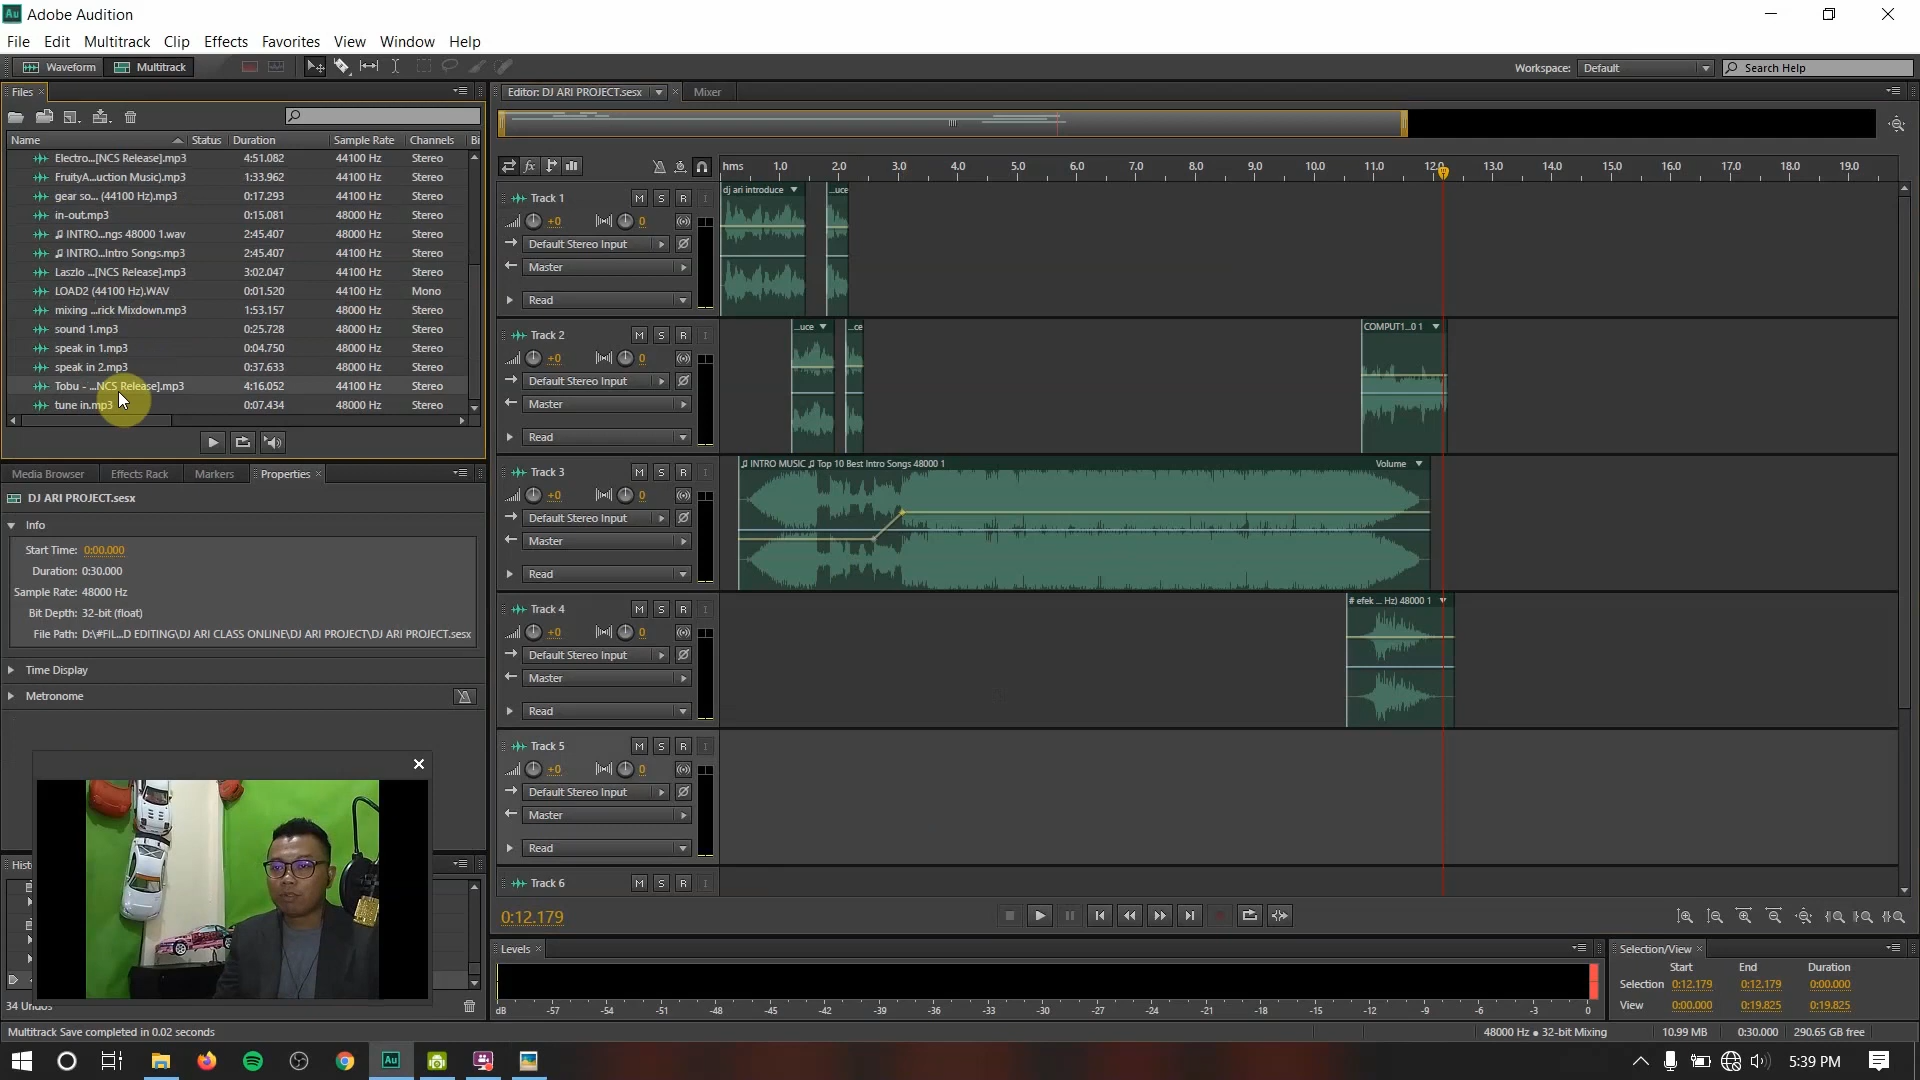 Adobe Audition
File Edit Multitrack Clip Effects Favorites View Window Help
Waveform Multitrack
Workspace: Default Search Help
Files
Name Status Duration Sample Rate Channels Bi
Electro...[NCS Release].mp3 4:51.082 44100 Hz Stereo
FruityA...uction Music).mp3 1:33.962 44100 Hz Stereo
gear so... (44100 Hz).mp3 0:17.293 44100 Hz Stereo
in-out.mp3 0:15.081 48000 Hz Stereo
♫ INTRO...ngs 48000 1.wav 2:45.407 48000 Hz Stereo
♫ INTRO...Intro Songs.mp3 2:45.407 48000 Hz Stereo
Laszlo ...[NCS Release].mp3 3:02.047 44100 Hz Stereo
LOAD2 (44100 Hz).WAV 0:01.520 44100 Hz Mono
mixing ...rick Mixdown.mp3 1:53.157 48000 Hz Stereo
sound 1.mp3 0:25.728 48000 Hz Stereo
speak in 1.mp3 0:04.750 48000 Hz Stereo
speak in 2.mp3 0:37.633 48000 Hz Stereo
Tobu - ...NCS Release].mp3 4:16.052 44100 Hz Stereo
tune in.mp3 0:07.434 48000 Hz Stereo
Media Browser Effects Rack Markers Properties
DJ ARI PROJECT.sesx
Info
Start Time: 0:00.000
Duration: 0:30.000
Sample Rate: 48000 Hz
Bit Depth: 32-bit (float)
File Path: D:\#FIL...D EDITING\DJ ARI CLASS ONLINE\DJ ARI PROJECT\DJ ARI PROJECT.sesx
Time Display
Metronome
34 Undos
Multitrack Save completed in 0.02 seconds
Editor: DJ ARI PROJECT.sesx Mixer
hms 1.0 2.0 3.0 4.0 5.0 6.0 7.0 8.0 9.0 10.0 11.0 12.0 13.0 14.0 15.0 16.0 17.0 18.0 19.0
Track 1 M S R I
+0 0
Default Stereo Input
Master
Read
dj ari introduce ...uce
Track 2 M S R I
+0 0
Default Stereo Input
Master
Read
...uce ...ce COMPUT1...0 1
Track 3 M S R I
+0 0
Default Stereo Input
Master
Read
♫ INTRO MUSIC ♫ Top 10 Best Intro Songs 48000 1 Volume
Track 4 M S R I
+0 0
Default Stereo Input
Master
Read
# efek ... Hz) 48000 1
Track 5 M S R I
+0 0
Default Stereo Input
Master
Read
Track 6 M S R I
0:12.179
Levels
dB -57 -54 -51 -48 -45 -42 -39 -36 -33 -30 -27 -24 -21 -18 -15 -12 -9 -6 -3 0
Selection/View
Start End Duration
Selection 0:12.179 0:12.179 0:00.000
View 0:00.000 0:19.825 0:19.825
48000 Hz ● 32-bit Mixing 10.99 MB 0:30.000 290.65 GB free
5:39 PM